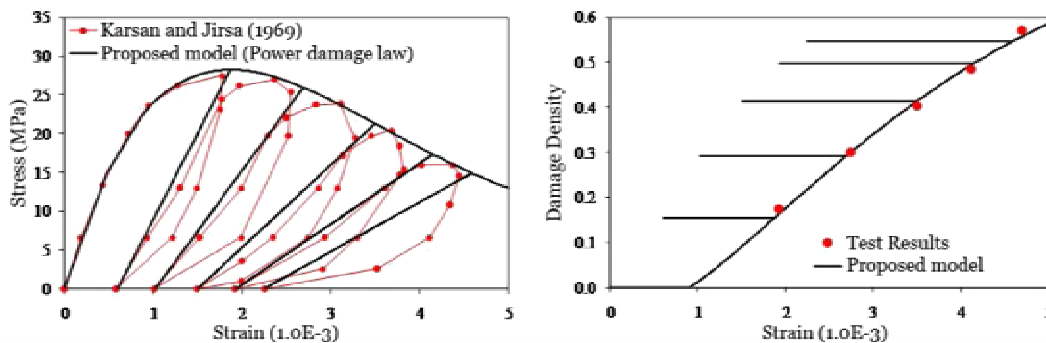 35
30
25
20
15
10
5
0
Stress (MPa)
Karsan and Jirsa (1969)
Proposed model (Power damage law)
0 1 2 3 4 5
Strain (1.0E-3)
0.6
0.5
0.4
0.3
0.2
0.1
0.0
Damage Density
Test Results
Proposed model
0 1 2 3 4
Strain (1.0E-3)